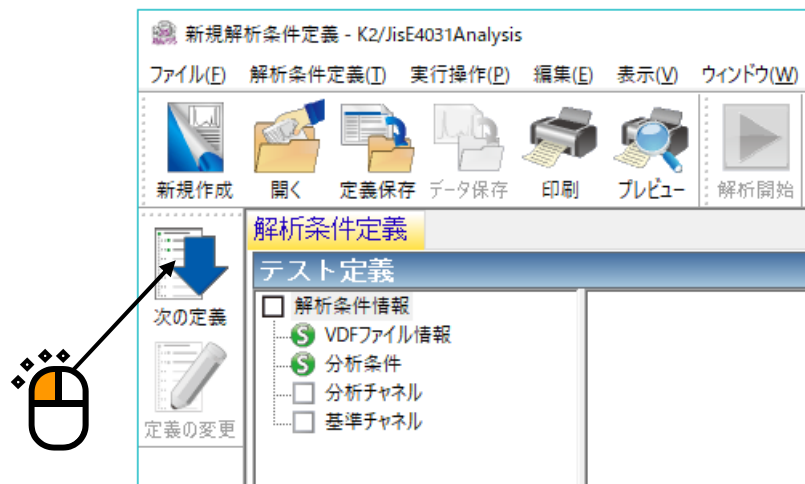 新規解析条件定義 - K2/JisE4031Analysis
ファイル(F) 解析条件定義(T) 実行操作(P) 編集(E) 表示(V) ウィンドウ(W)
新規作成 開く 定義保存 データ保存 印刷 プレビュー 解析開始
解析条件定義
テスト定義
次の定義
定義の変更
解析条件情報
S VDFファイル情報
S 分析条件
分析チャネル
基準チャネル